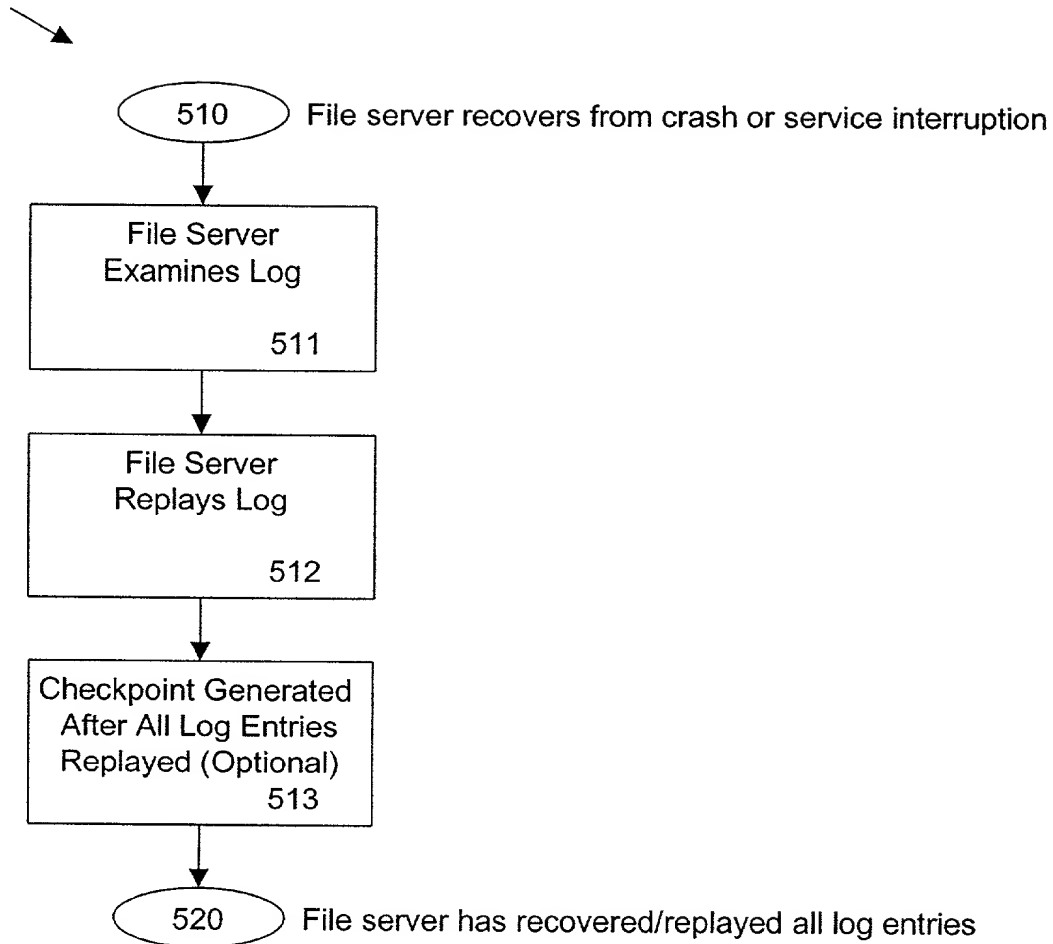 510 File server recovers from crash or service interruption
File Server
Examines Log
511
File Server
Replays Log
512
Checkpoint Generated
After All Log Entries
Replayed (Optional)
513
520 File server has recovered/replayed all log entries